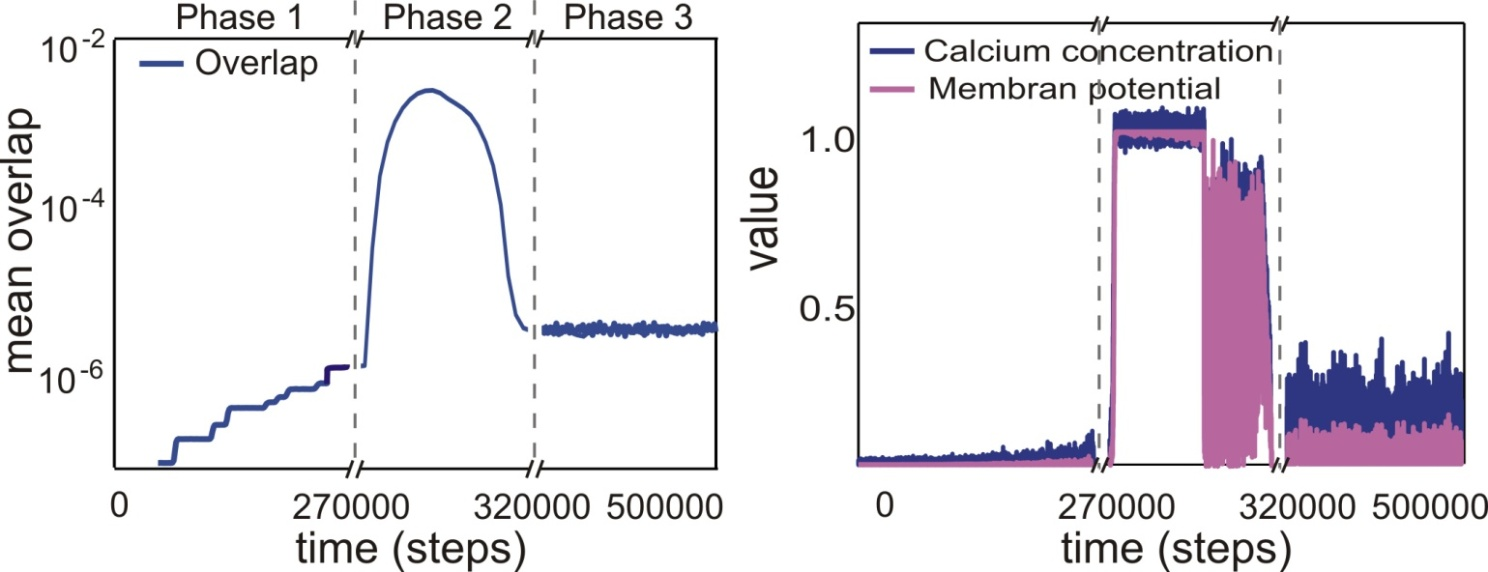 Phase 1 Phase 2 Phase 3
10-2
Overlap
10-4
10-6
mean overlap
0 270000 320000 500000
time (steps)
Calcium concentration
Membran potential
1.0
0.5
value
0 270000 320000 500000
time (steps)